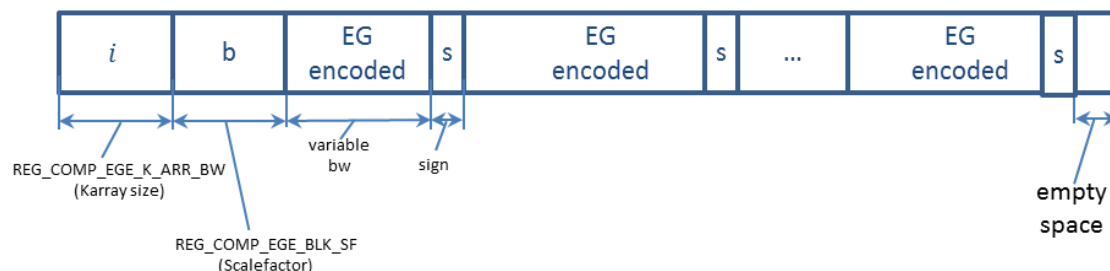 i
b
EG
encoded
s
EG
encoded
s
...
EG
encoded
s
variable
bw
sign
REG_COMP_EGE_K_ARR_BW
(Karray size)
empty
space
REG_COMP_EGE_BLK_SF
(Scalefactor)